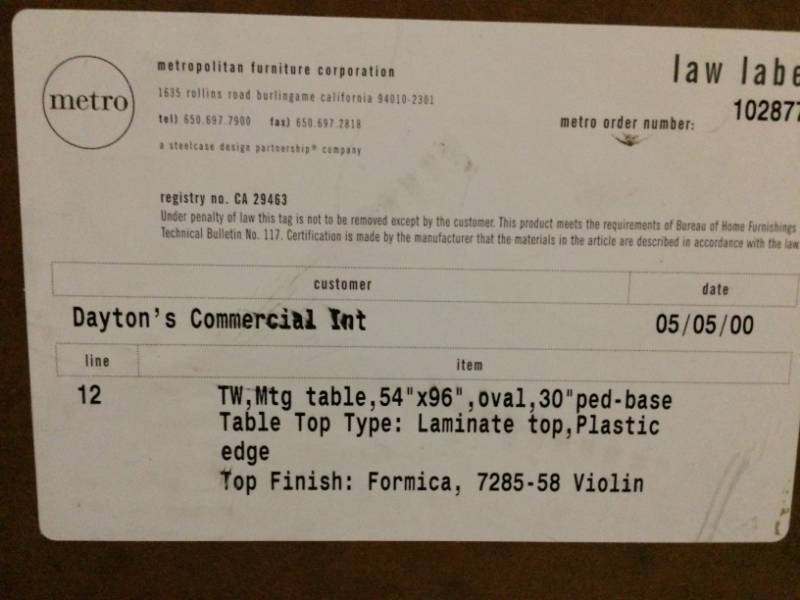 metro
metropolitan furniture corporation
1635 rollins road burlingame california 94010-2301
tel) 650.697.7900 fax) 650.697.2818
a steelcase design partnership® company
law labe
metro order number:
102877
registry no. CA 29463
Under penalty of law this tag is not to be removed except by the customer. This product meets the requirements of Bureau of Home Furnishings
Technical Bulletin No. 117. Certification is made by the manufacturer that the materials in the article are described in accordance with the law
customer
date
Dayton's Commercial Int
05/05/00
line
item
12
TW,Mtg table,54"x96",oval,30"ped-base
Table Top Type: Laminate top,Plastic
edge
Top Finish: Formica, 7285-58 Violin